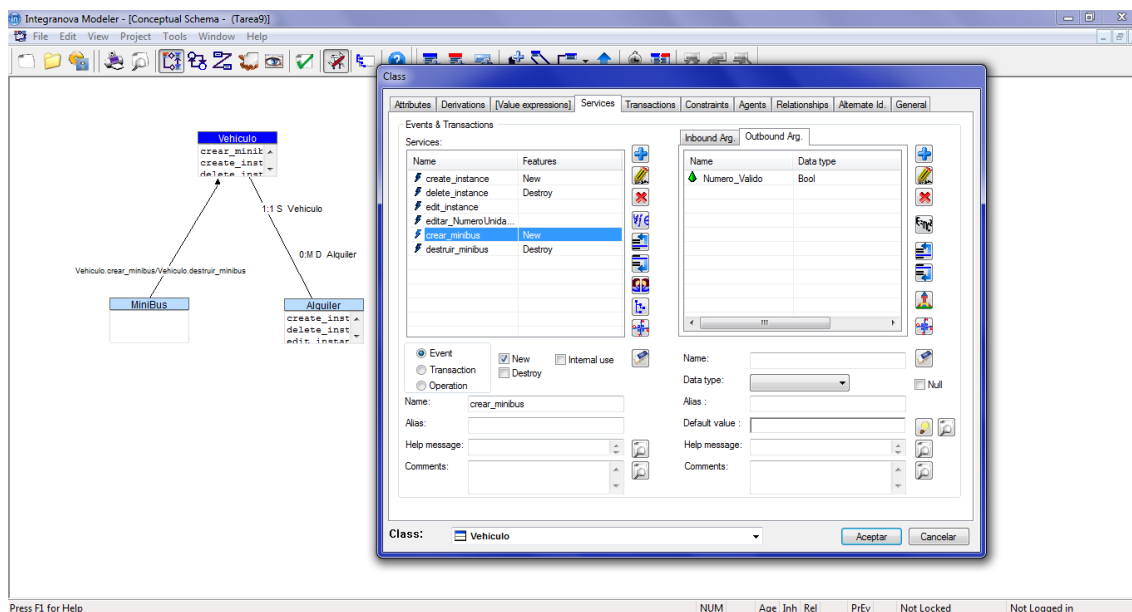 Integranova Modeler - [Conceptual Schema - (Tarea9)]
File Edit View Project Tools Window Help
Vehiculo
crear_minik
create_inst
delete_inst
1:1 S Vehiculo
0:M D Alquiler
Vehiculo.crear_minibus/Vehiculo.destruir_minibus
MiniBus
Alquiler
create_inst
delete_inst
edit_instar
Class
Attributes Derivations [Value expressions] Services Transactions Constraints Agents Relationships Alternate Id. General
Events & Transactions
Services:
Name Features
create_instance New
delete_instance Destroy
edit_instance
editar_NumeroUnida...
crear_minibus New
destruir_minibus Destroy
Inbound Arg. Outbound Arg.
Name Data type
Numero_Valido Bool
Event
Transaction
Operation
New
Internal use
Destroy
Name: crear_minibus
Alias:
Help message:
Comments:
Name:
Data type:
Null
Alias :
Default value :
Help message:
Comments:
Class: Vehiculo
Aceptar Cancelar
Press F1 for Help NUM Age Inh Rel PrEv Not Locked Not Logged in